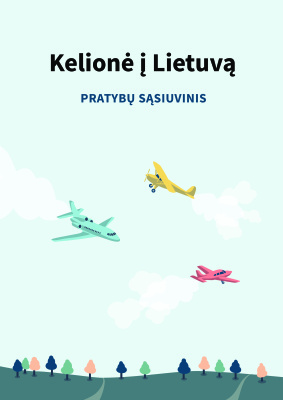 Kelionė į Lietuvą
PRATYBŲ SĄSIUVINIS